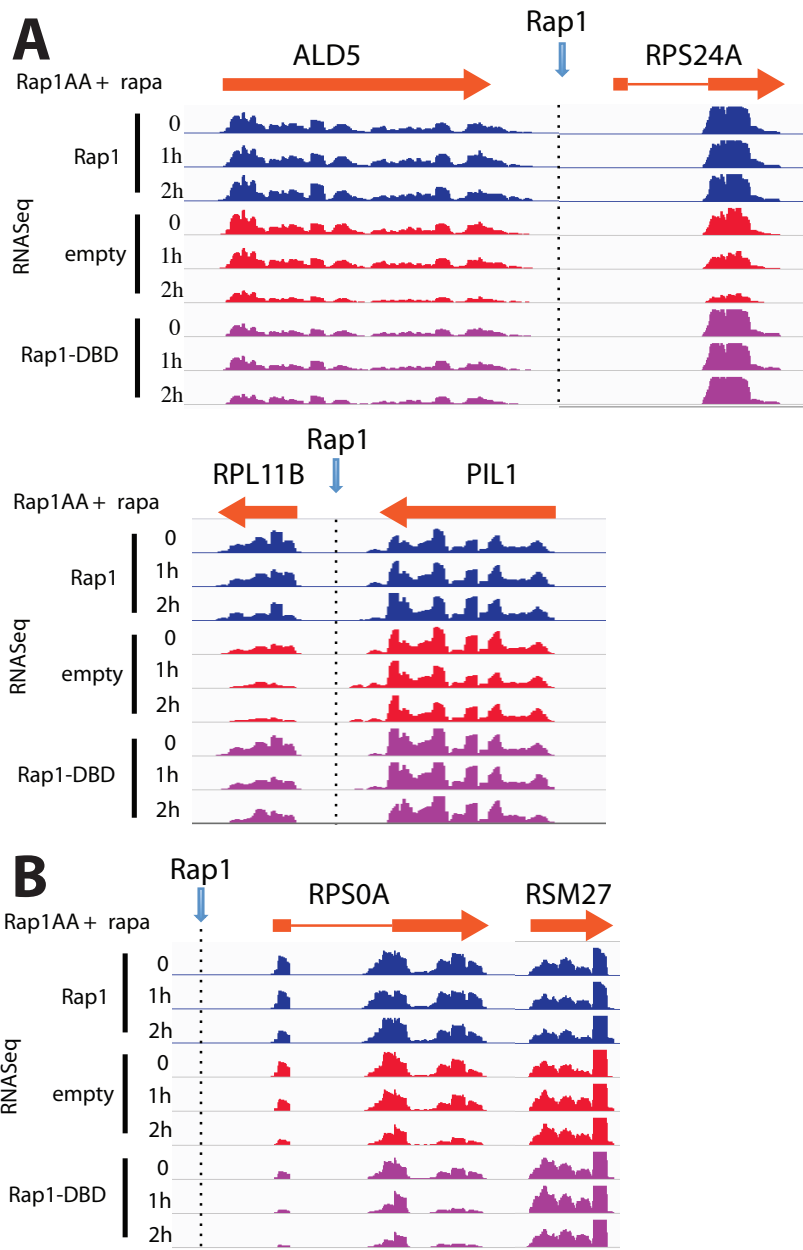 A
Rap1
ALD5
RPS24A
Rap1AA + rapa
RNASeq
Rap1
0
1h
2h
empty
0
1h
2h
Rap1-DBD
0
1h
2h
Rap1
RPL11B
PIL1
Rap1AA + rapa
RNASeq
Rap1
0
1h
2h
empty
0
1h
2h
Rap1-DBD
0
1h
2h
B
Rap1
RPS0A
RSM27
Rap1AA + rapa
RNASeq
Rap1
0
1h
2h
empty
0
1h
2h
Rap1-DBD
0
1h
2h